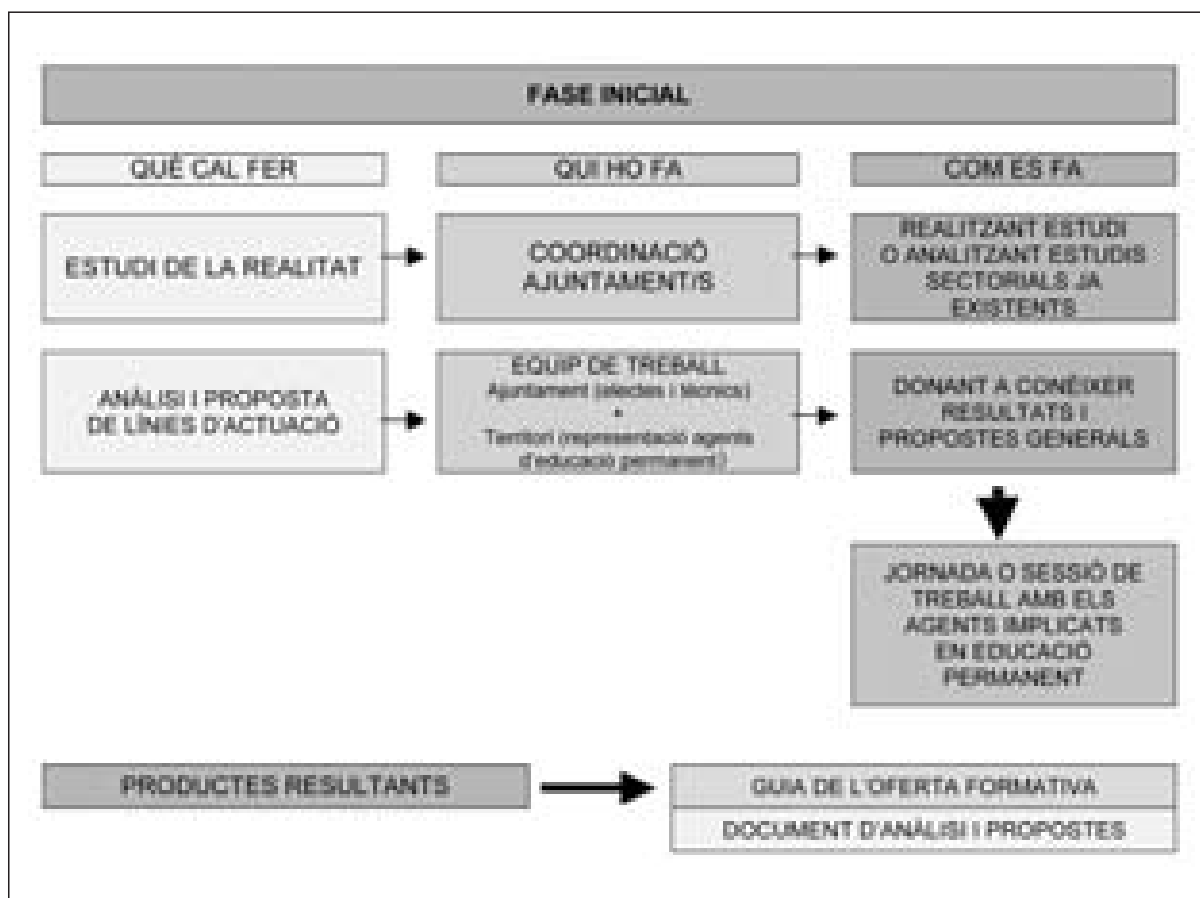 FASE INICIAL
QUÈ CAL FER
QUI HO FA
COM ES FA
ESTUDI DE LA REALITAT
COORDINACIÓ
AJUNTAMENT/S
REALITZANT ESTUDI
O ANALITZANT ESTUDIS
SECTORIALS JA
EXISTENTS
ANÀLISI I PROPOSTA
DE LÍNIES D'ACTUACIÓ
EQUIP DE TREBALL
Ajuntament (electes i tècnics)
+
Territori (representació agents
d'educació permanent)
DONANT A CONÈIXER
RESULTATS I
PROPOSTES GENERALS
JORNADA O SESSIÓ DE
TREBALL AMB ELS
AGENTS IMPLICATS
EN EDUCACIÓ
PERMANENT
PRODUCTES RESULTANTS
GUIA DE L'OFERTA FORMATIVA
DOCUMENT D'ANÀLISI I PROPOSTES